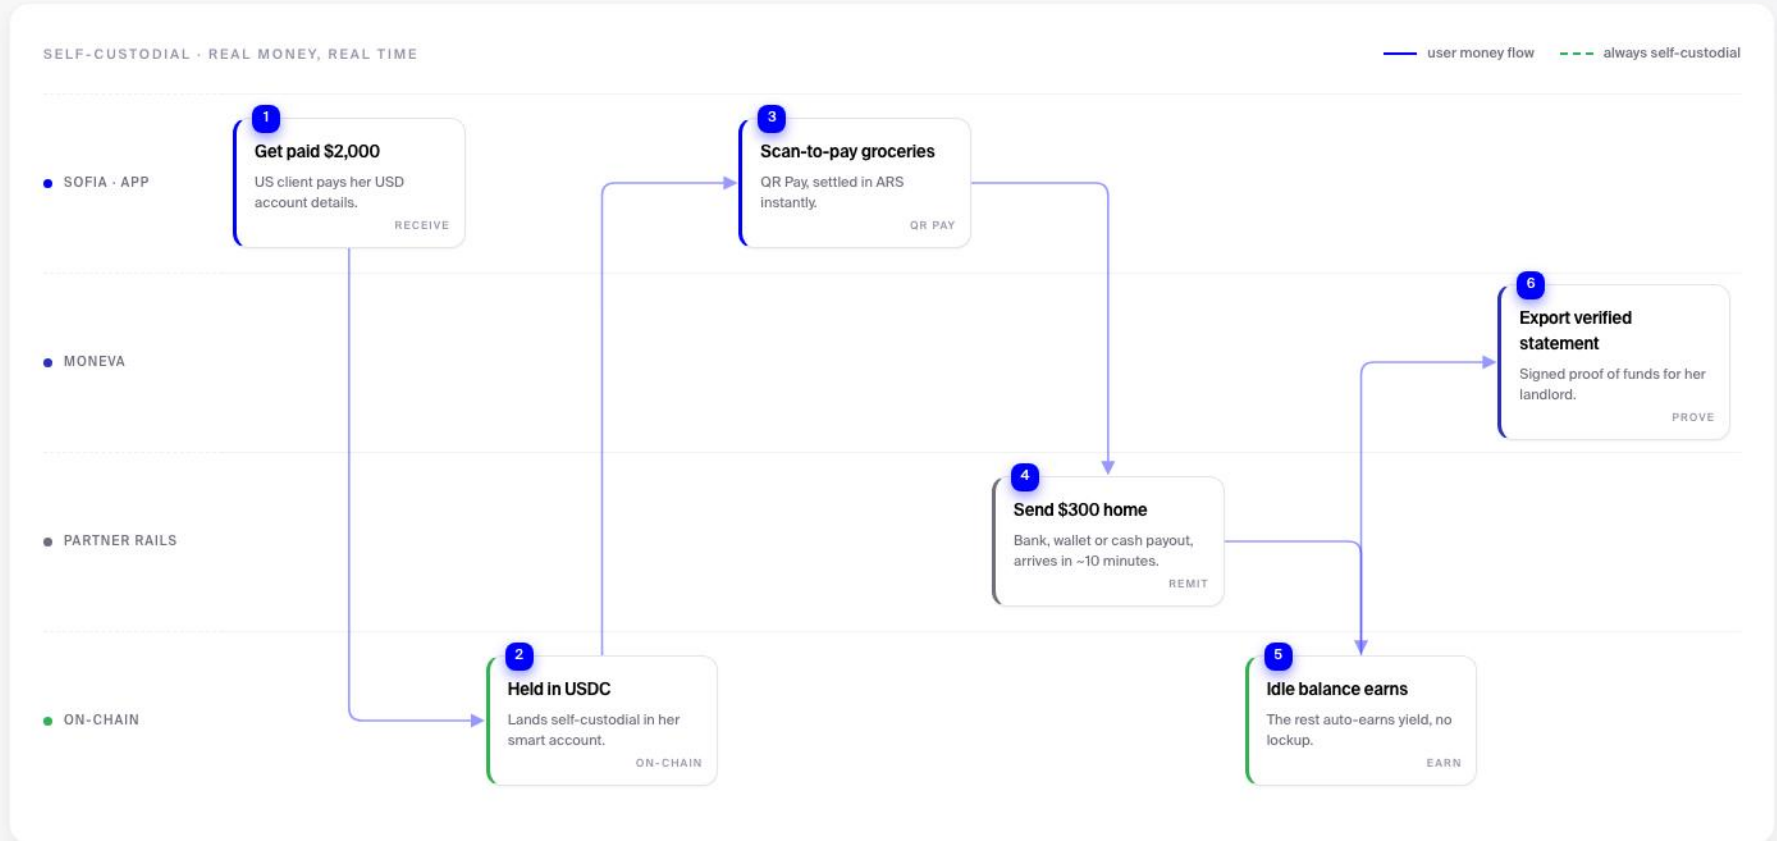 SELF-CUSTODIAL · REAL MONEY, REAL TIME
user money flow
always self-custodial
SOFIA · APP
1
Get paid $2,000
US client pays her USD
account details.
RECEIVE
3
Scan-to-pay groceries
QR Pay, settled in ARS
instantly.
QR PAY
MONEVA
6
Export verified
statement
Signed proof of funds for her
landlord.
PROVE
PARTNER RAILS
4
Send $300 home
Bank, wallet or cash payout,
arrives in ~10 minutes.
REMIT
ON-CHAIN
2
Held in USDC
Lands self-custodial in her
smart account.
ON-CHAIN
5
Idle balance earns
The rest auto-earns yield, no
lockup.
EARN